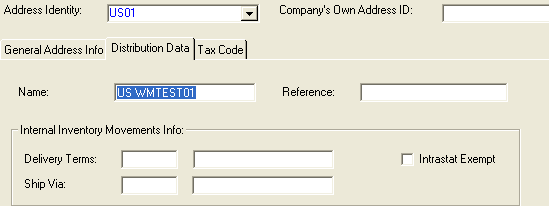 Address Identity: US01 Company's Own Address ID:
General Address Info Distribution Data Tax Code
Name: US WMTEST01 Reference:
Internal Inventory Movements Info:
Delivery Terms: Intrastat Exempt
Ship Via: